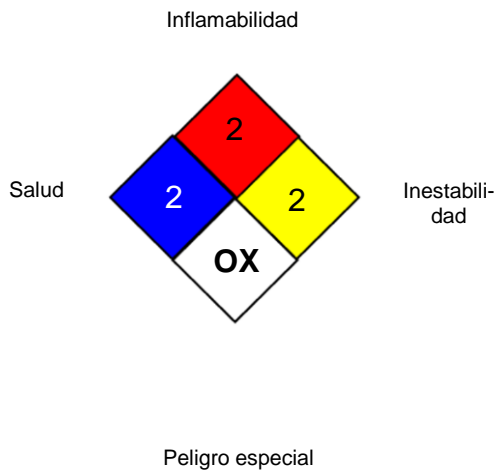 Inflamabilidad
2
Salud
2
2
Inestabili-
dad
OX
Peligro especial